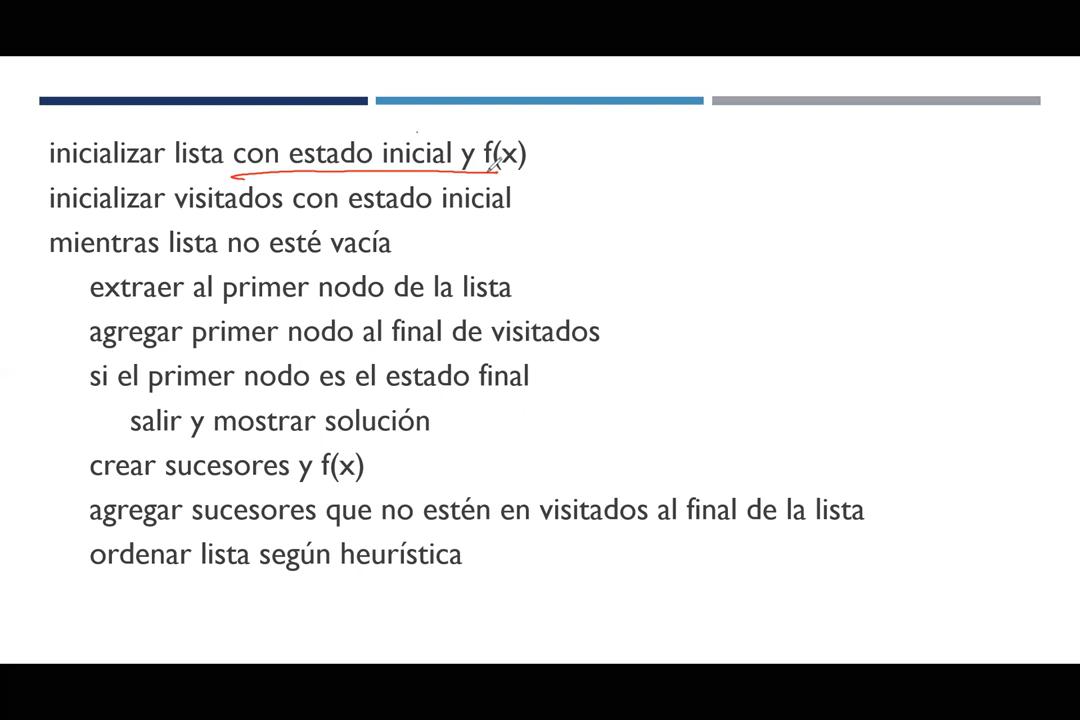 inicializar lista con estado inicial y f(x)
inicializar visitados con estado inicial
mientras lista no esté vacía
extraer al primer nodo de la lista
agregar primer nodo al final de visitados
si el primer nodo es el estado final
salir y mostrar solución
crear sucesores y f(x)
agregar sucesores que no estén en visitados al final de la lista
ordenar lista según heurística